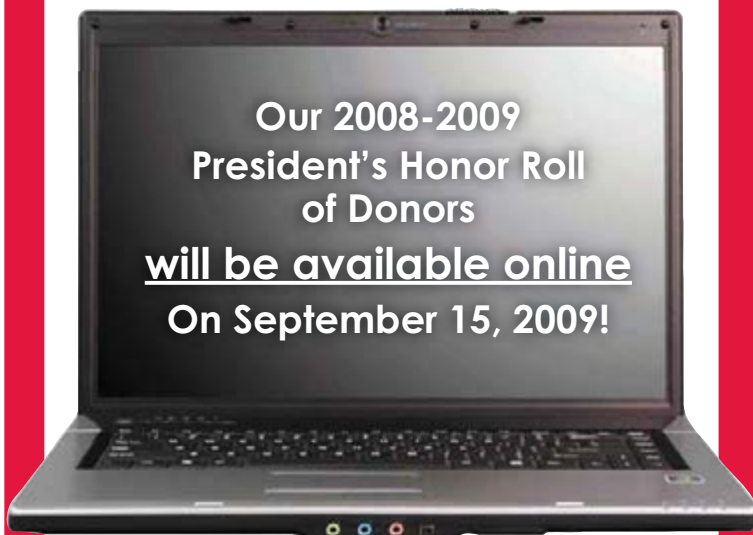 Our 2008-2009
President's Honor Roll
of Donors
will be available online
On September 15, 2009!